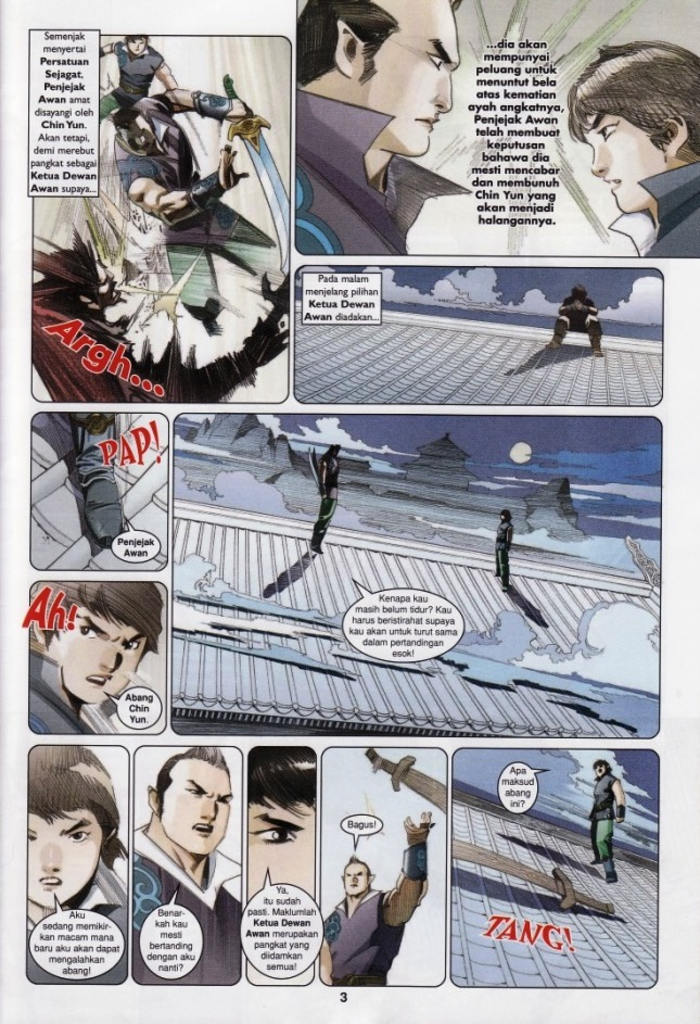 Semenjak
menyertai
Persatuan
Sejagat,
Penjejak
Awan amat
disayangi oleh
Chin Yun.
Akan tetapi,
demi merebut
pangkat sebagai
Ketua Dewan
Awan supaya...
...dia akan
mempunyai
peluang untuk
menuntut bela
atas kematian
ayah angkatnya,
Penjejak Awan
telah membuat
keputusan
bahawa dia
mesti mencabar
dan membunuh
Chin Yun yang
akan menjadi
halangannya.
Argh...
Pada malam
menjelang pilihan
Ketua Dewan
Awan diadakan...
PAP!
Penjejak
Awan
Kenapa kau
masih belum tidur? Kau
harus beristirahat supaya
kau akan untuk turut sama
dalam pertandingan
esok!
Ah!
Abang
Chin
Yun.
Aku
sedang memikir-
kan macam mana
baru aku akan dapat
mengalahkan
abang!
Benar-
kah kau
mesti
bertanding
dengan aku
nanti?
Ya,
itu sudah
pasti. Maklumlah
Ketua Dewan
Awan merupakan
pangkat yang
diidamkan
semua!
Bagus!
Apa
maksud
abang
ini?
TANG!
3